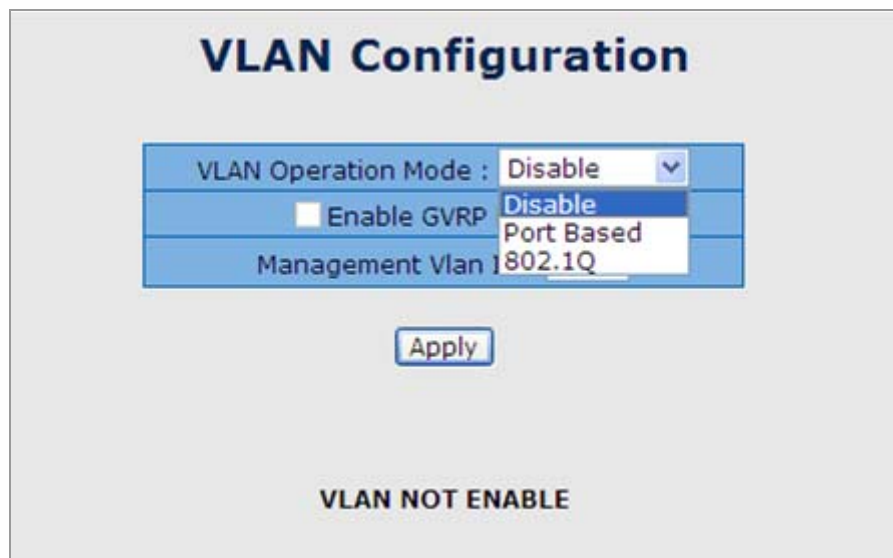 VLAN Configuration
VLAN Operation Mode : Disable
Disable
Enable GVRP
Port Based
Management Vlan
802.1Q
Apply
VLAN NOT ENABLE